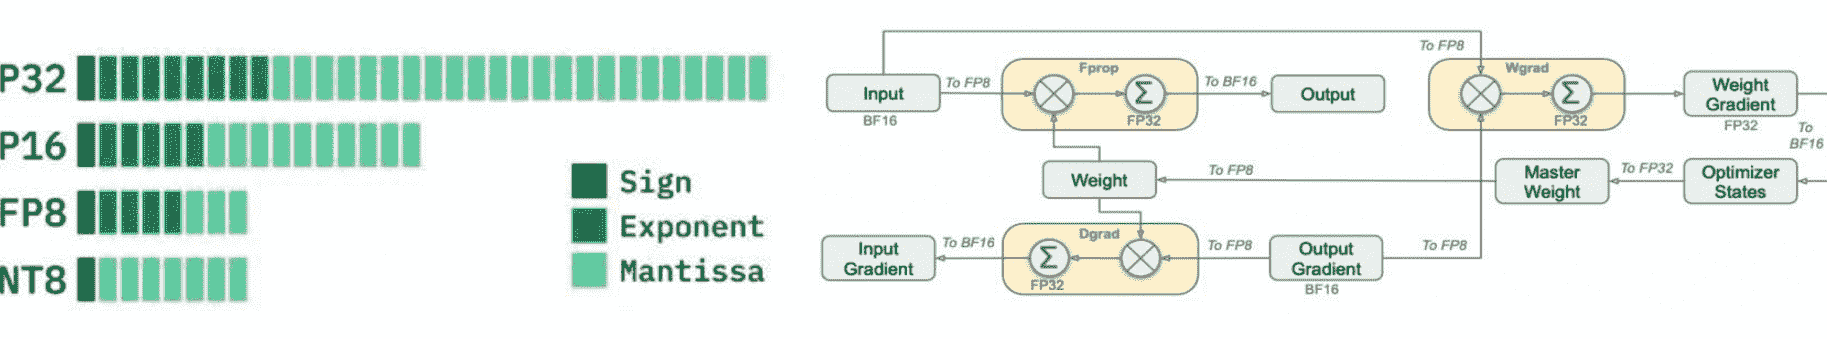 P32
P16
FP8
NT8
Sign
Exponent
Mantissa
To FP8
Input
BF16
To FP8
Fprop
Σ
FP32
To BF16
Output
Wgrad
Σ
FP32
Weight
Gradient
FP32
To
BF16
Weight
To FP8
Master
Weight
To FP32
Optimizer
States
Input
Gradient
To BF16
Dgrad
Σ
FP32
To FP8
Output
Gradient
BF16
To FP8